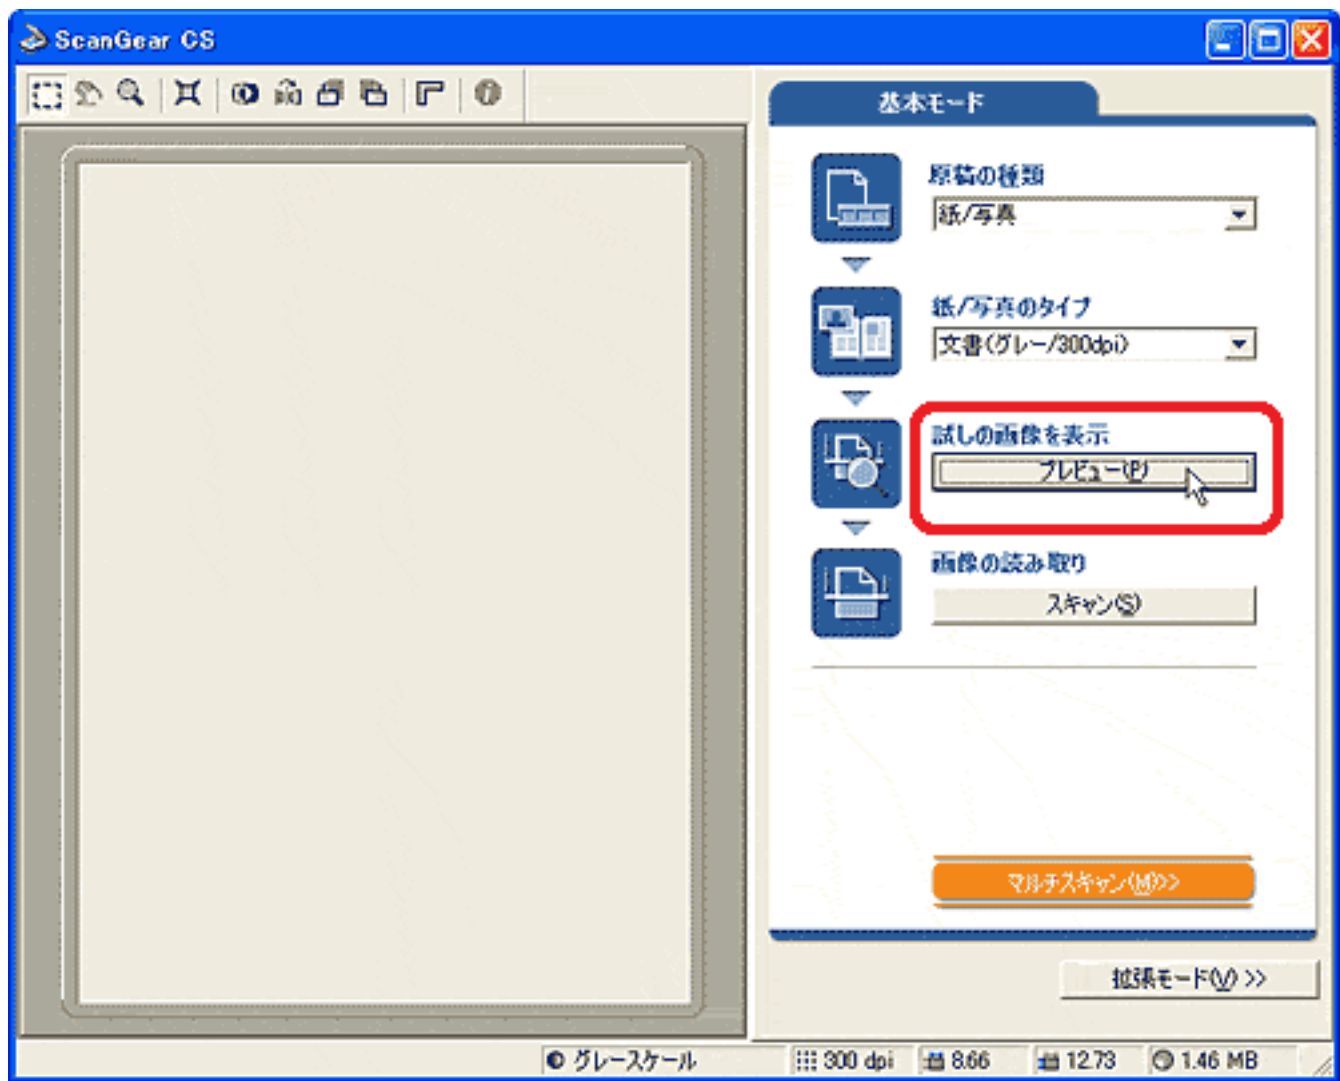 ScanGear CS
基本モード
原稿の種類
紙/写真
紙/写真のタイプ
文書(グレー/300dpi)
試しの画像を表示
プレビュー(P)
画像の読み取り
スキャン(S)
マルチスキャン(M)>>
拡張モード(V) >>
グレースケール 300 dpi 8.66 12.73 1.46 MB